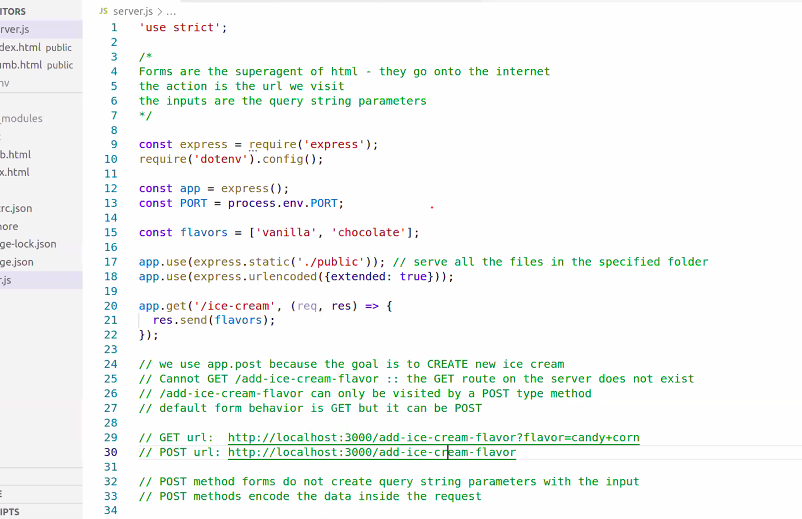 ITORS
rver.js
dex.html public
umb.html public
nv
_modules
b.html
x.html
rc.json
nore
ge-lock.json
ge.json
r.js
E
IPTS
JS server.js > ...
1 'use strict';
2
3 /*
4 Forms are the superagent of html - they go onto the internet
5 the action is the url we visit
6 the inputs are the query string parameters
7 */
8
9 const express = require('express');
10 require('dotenv').config();
11
12 const app = express();
13 const PORT = process.env.PORT;
14
15 const flavors = ['vanilla', 'chocolate'];
16
17 app.use(express.static('./public')); // serve all the files in the specified folder
18 app.use(express.urlencoded({extended: true}));
19
20 app.get('/ice-cream', (req, res) => {
21 res.send(flavors);
22 });
23
24 // we use app.post because the goal is to CREATE new ice cream
25 // Cannot GET /add-ice-cream-flavor :: the GET route on the server does not exist
26 // /add-ice-cream-flavor can only be visited by a POST type method
27 // default form behavior is GET but it can be POST
28
29 // GET url: http://localhost:3000/add-ice-cream-flavor?flavor=candy+corn
30 // POST url: http://localhost:3000/add-ice-cream-flavor
31
32 // POST method forms do not create query string parameters with the input
33 // POST methods encode the data inside the request
34